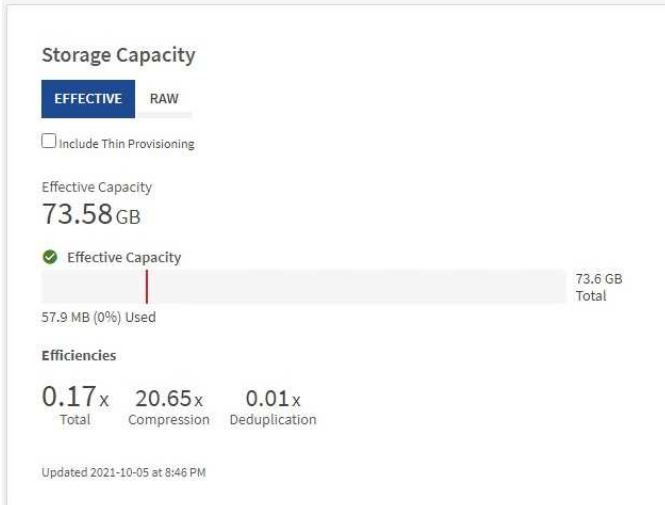 Storage Capacity
EFFECTIVE RAW
Include Thin Provisioning
Effective Capacity
73.58 GB
Effective Capacity
73.6 GB
Total
57.9 MB (0%) Used
Efficiencies
0.17x 20.65x 0.01x
Total Compression Deduplication
Updated 2021-10-05 at 8:46 PM